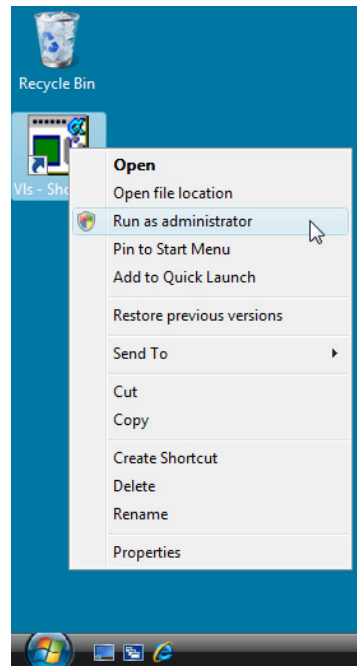 Recycle Bin
VIs - Sho
Open
Open file location
Run as administrator
Pin to Start Menu
Add to Quick Launch
Restore previous versions
Send To
Cut
Copy
Create Shortcut
Delete
Rename
Properties